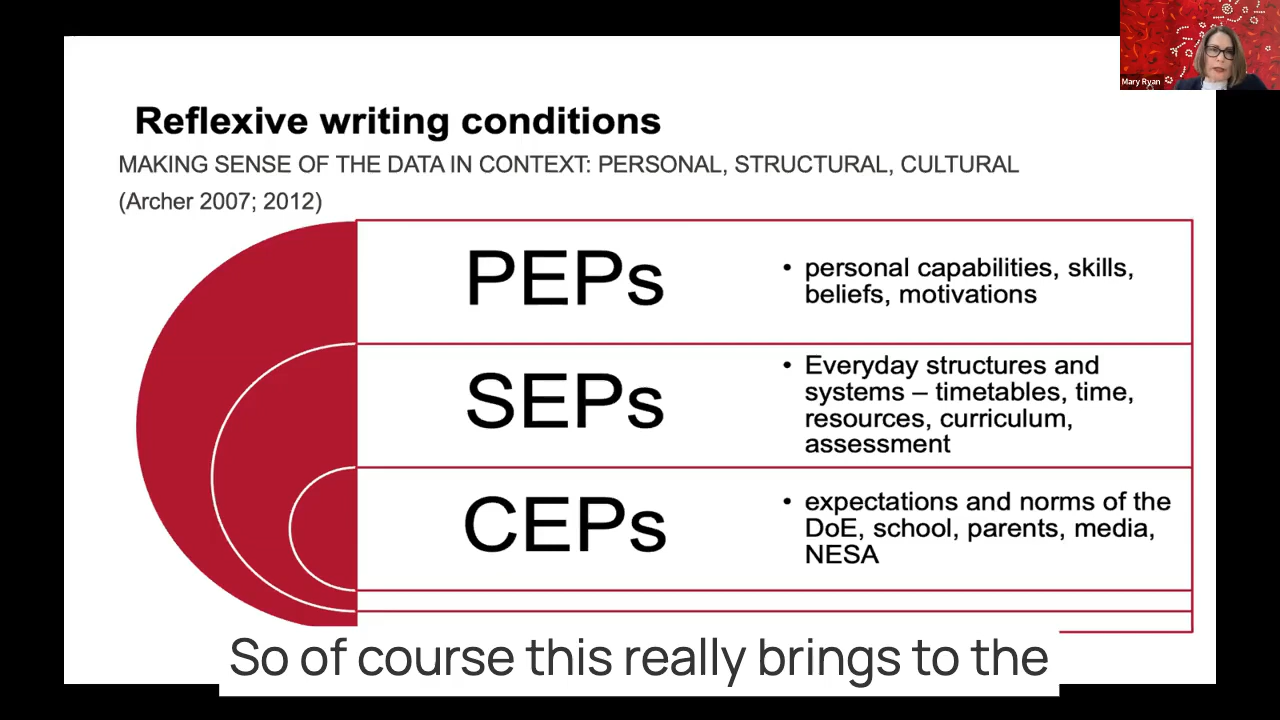 Mary Ryan
Reflexive writing conditions
MAKING SENSE OF THE DATA IN CONTEXT: PERSONAL, STRUCTURAL, CULTURAL
(Archer 2007; 2012)
PEPs
• personal capabilities, skills,
beliefs, motivations
SEPs
• Everyday structures and
systems – timetables, time,
resources, curriculum,
assessment
CEPs
• expectations and norms of the
DoE, school, parents, media,
NESA
So of course this really brings to the